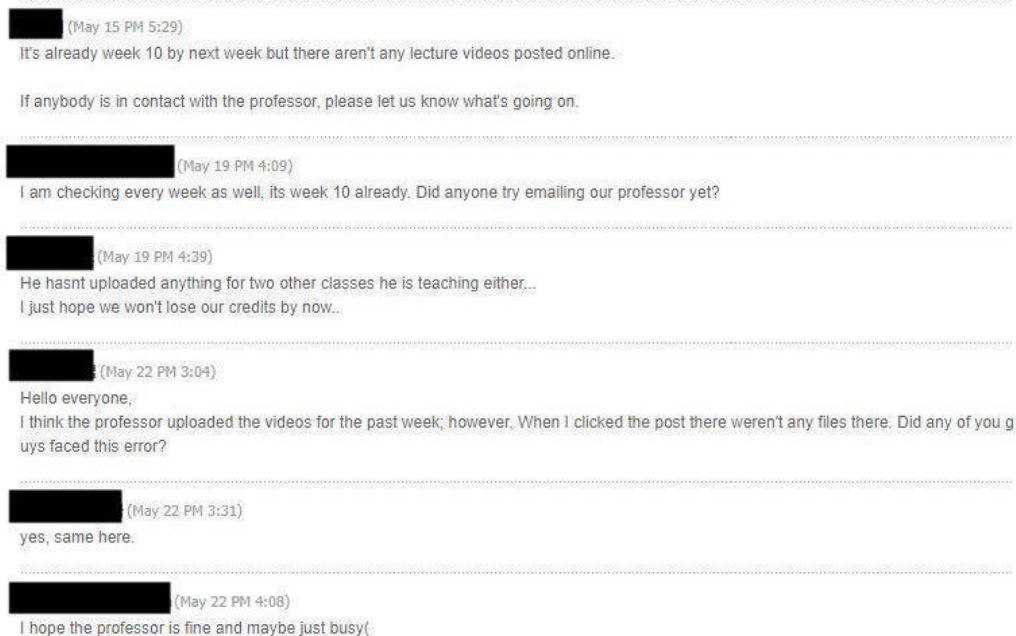 (May 15 PM 5:29)
It's already week 10 by next week but there aren't any lecture videos posted online.
If anybody is in contact with the professor, please let us know what's going on.
(May 19 PM 4:09)
I am checking every week as well, its week 10 already. Did anyone try emailing our professor yet?
(May 19 PM 4:39)
He hasnt uploaded anything for two other classes he is teaching either...
I just hope we won't lose our credits by now..
(May 22 PM 3:04)
Hello everyone,
I think the professor uploaded the videos for the past week; however, When I clicked the post there weren't any files there. Did any of you g
uys faced this error?
(May 22 PM 3:31)
yes, same here.
(May 22 PM 4:08)
I hope the professor is fine and maybe just busy(